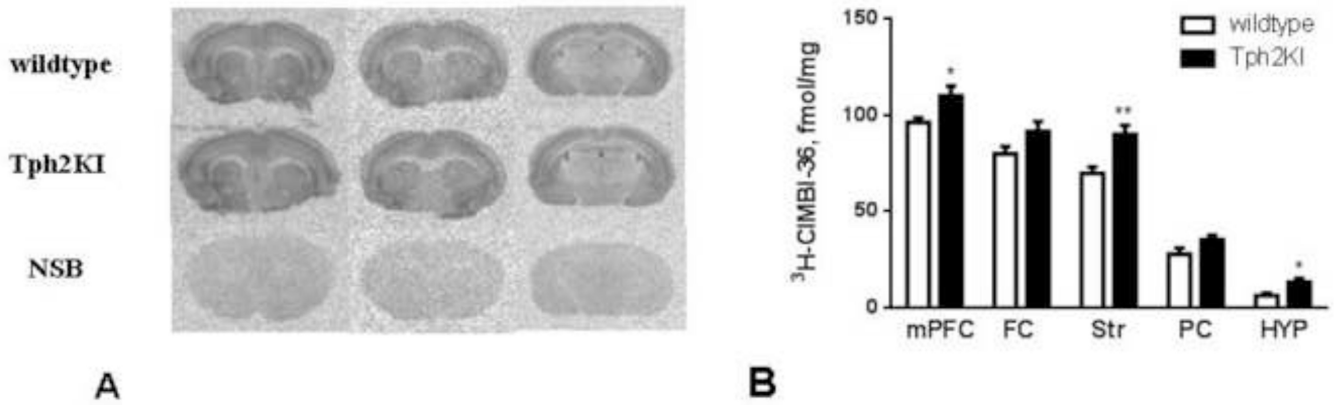 wildtype
Tph2KI
NSB
A
150
100
50
0
³H-CIMBI-36, fmol/mg
wildtype
Tph2KI
*
**
*
mPFC FC Str PC HYP
B